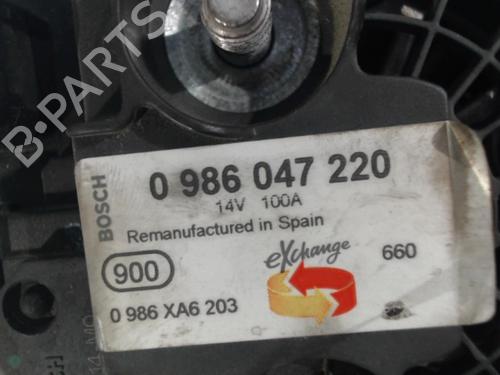 B-PARTS
BOSCH
0 986 047 220
14V 100A
Remanufactured in Spain
900
eXchange
660
0 986 XA6 203